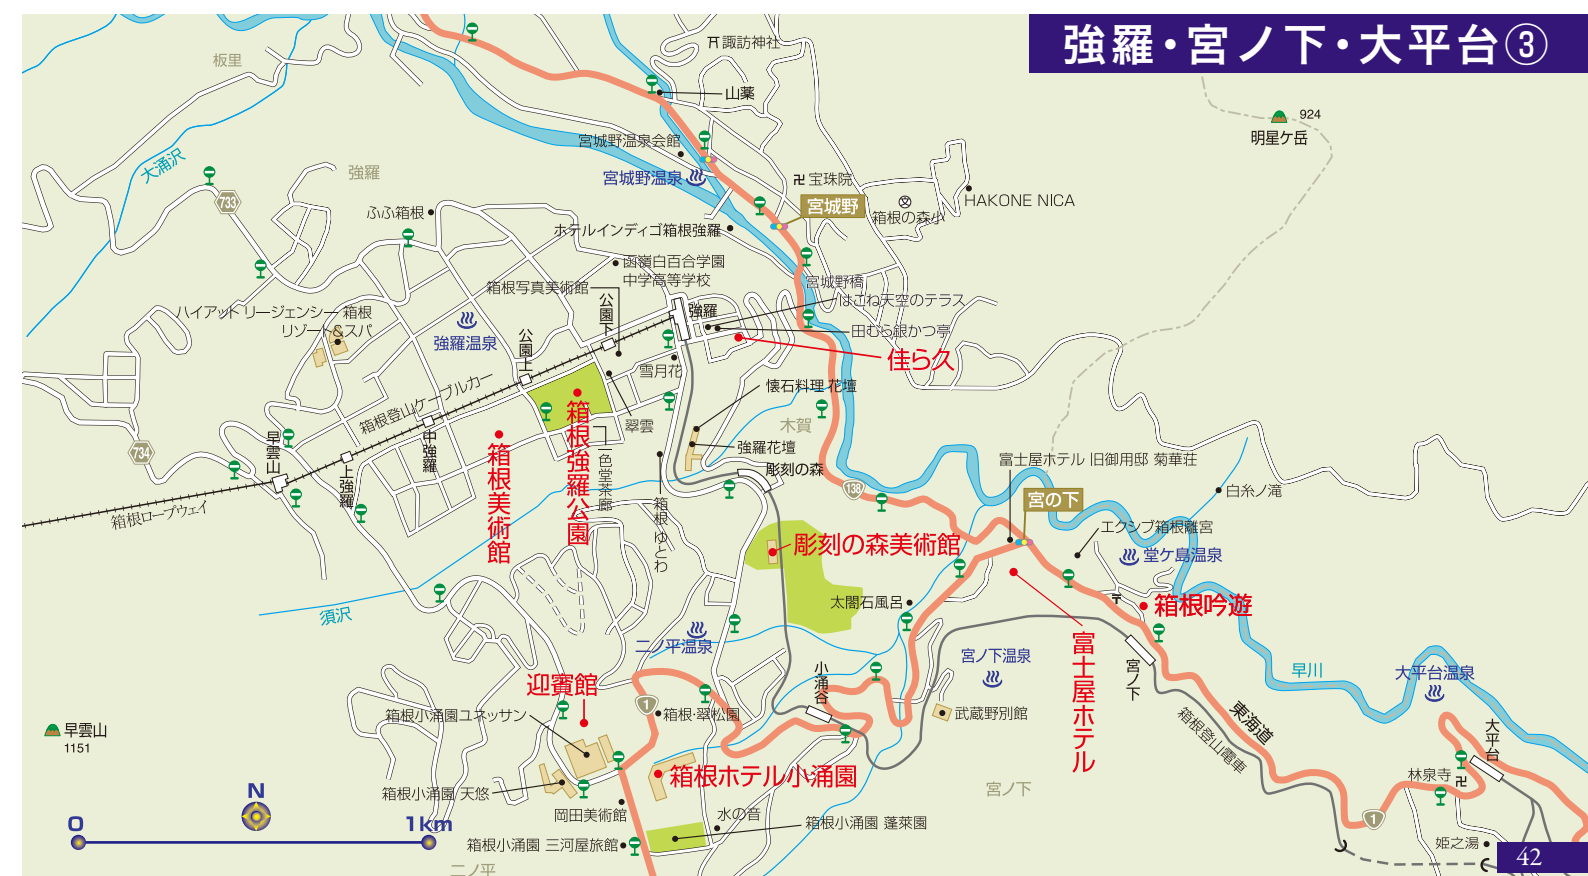 強羅・宮ノ下・大平台③
諏訪神社
板里
山薬
924
明星ケ岳
宮城野温泉会館
大涌沢
強羅
宮城野温泉
宝珠院
733
宮城野
HAKONE NICA
ふふ箱根
箱根の森小
ホテルインディゴ箱根強羅
函嶺白百合学園
中学高等学校
宮城野橋
箱根写真美術館
公園下
はこね天空のテラス
ハイアット リージェンシー 箱根
リゾート&スパ
強羅
田むら銀かつ亭
強羅温泉
公園上
佳ら久
雪月花
懐石料理 花壇
箱根登山ケーブルカー
箱根強羅公園
翠雲
木賀
早雲山
中強羅
734
箱根美術館
一色堂茶廊
強羅花壇
彫刻の森
上強羅
富士屋ホテル 旧御用邸 菊華荘
138
宮の下
白糸ノ滝
箱根ロープウェイ
箱根 ゆとわ
エクシブ箱根離宮
彫刻の森美術館
堂ケ島温泉
須沢
太閤石風呂
箱根吟遊
二ノ平温泉
富士屋ホテル
宮ノ下温泉
宮ノ下
小涌谷
早川
大平台温泉
迎賓館
1
箱根小涌園ユネッサン
箱根・翠松園
武蔵野別館
早雲山
1151
東海道
箱根登山電車
大平台
箱根ホテル小涌園
林泉寺
箱根小涌園 天悠
宮ノ下
N
岡田美術館
水の音
箱根小涌園 蓬莱園
1
0
1km
箱根小涌園 三河屋旅館
姫之湯
二ノ平
42